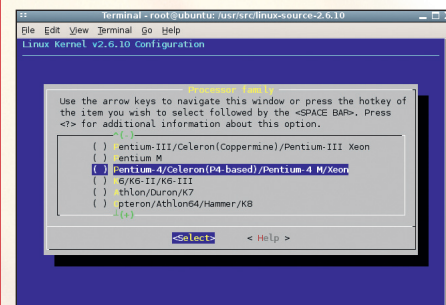 Terminal - root@ubuntu: /usr/src/linux-source-2.6.10
File Edit View Terminal Go Help
Linux Kernel v2.6.10 Configuration
Processor family
Use the arrow keys to navigate this window or press the hotkey of
the item you wish to select followed by the <SPACE BAR>. Press
<?> for additional information about this option.
^(-)
( ) Pentium-III/Celeron(Coppermine)/Pentium-III Xeon
( ) Pentium M
( ) Pentium-4/Celeron(P4-based)/Pentium-4 M/Xeon
( ) K6/K6-II/K6-III
( ) Athlon/Duron/K7
( ) Opteron/Athlon64/Hammer/K8
┴(+)
<Select> < Help >